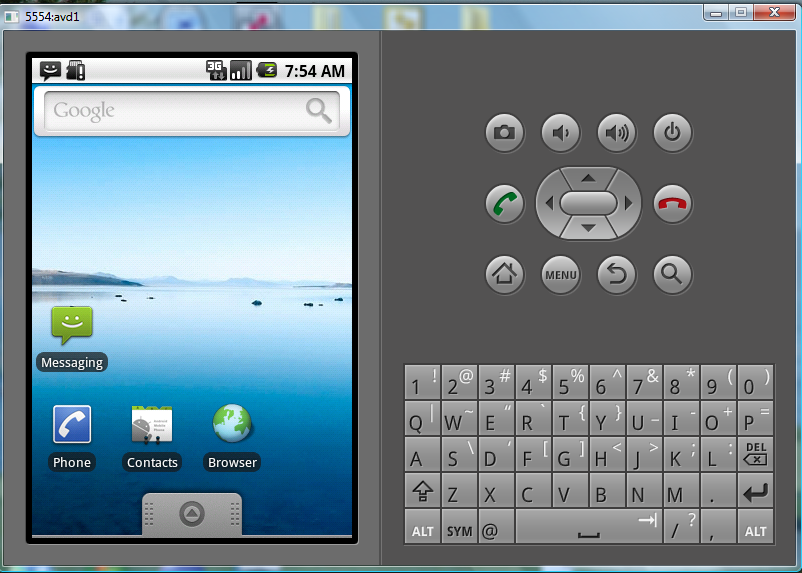 5554:avd1
3G 7:54 AM
Google
Messaging
Phone Contacts Browser
MENU
1 ! 2 @ 3 # 4 $ 5 % 6 ^ 7 & 8 * 9 ( 0 )
Q | W ~ E “ R ` T { Y } U _ I - O + P =
A S \ D ‘ F [ G ] H < J > K ; L : DEL
Z X C V B N M .
ALT SYM @ / ? , ALT